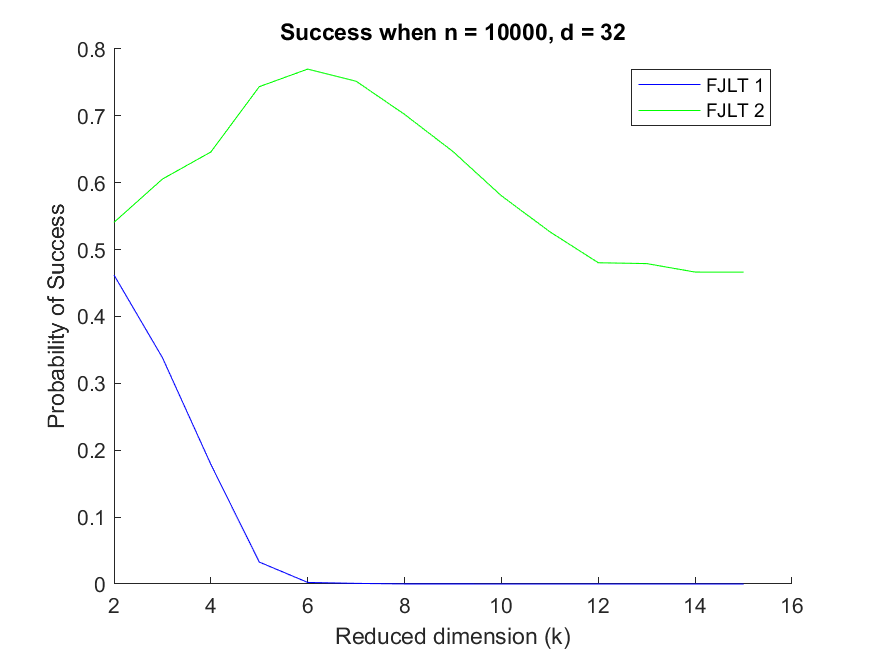 Success when n = 10000, d = 32
FJLT 1
FJLT 2
Probability of Success
0.8
0.7
0.6
0.5
0.4
0.3
0.2
0.1
0
2 4 6 8 10 12 14 16
Reduced dimension (k)